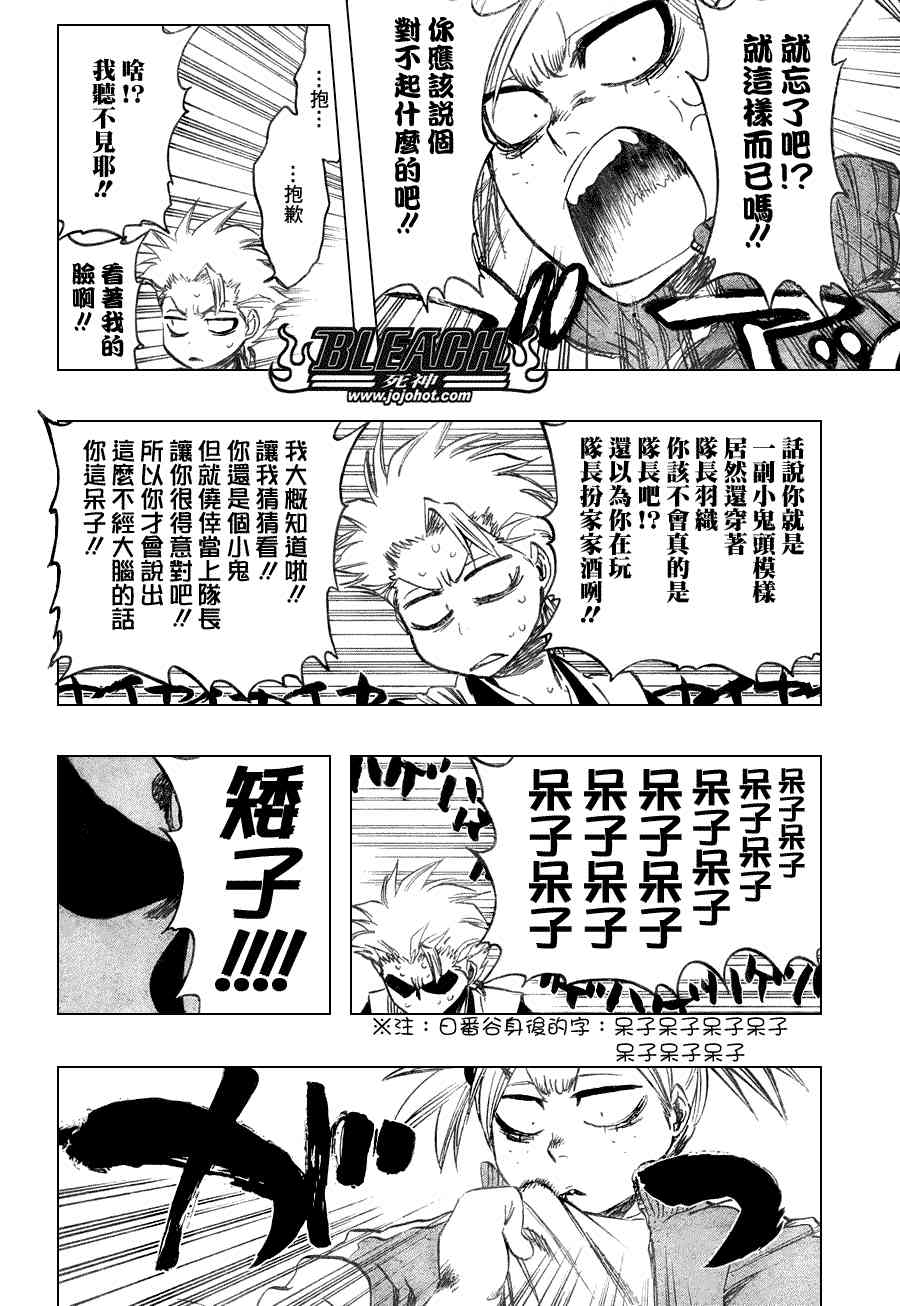 就忘了吧!?
就這樣而已嗎!!
你應該說個
對不起什麼的吧!!
…抱…
…抱歉
啥!?
我聽不見耶!!
看著我的
臉啊!!
BLEACH
死神
www.jojohot.com
話說你就是
一副小鬼頭模樣
居然還穿著
隊長羽織
你該不會真的是
隊長吧!?
還以為你在玩
隊長扮家家酒咧!!
我大概知道啦!!
讓我猜猜看!!
你還是個小鬼
但就僥倖當上隊長
讓你很得意對吧!!
所以你才會說出
這麼不經大腦的話
你這呆子!!
呆子呆子
呆子呆子
呆子呆子
呆子呆子
呆子呆子
呆子呆子
矮子!!!!
※注：日番谷身後的字：呆子呆子呆子呆子
呆子呆子呆子
ガ